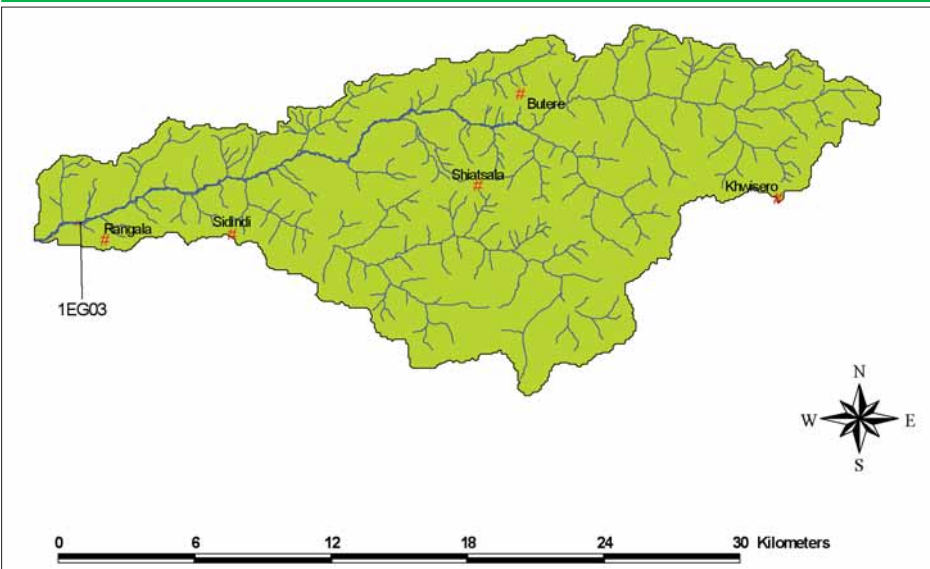 Butere
Shiatsala
Khwisero
Rangala
Sidindi
1EG03
N
W
E
S
0 6 12 18 24 30 Kilometers